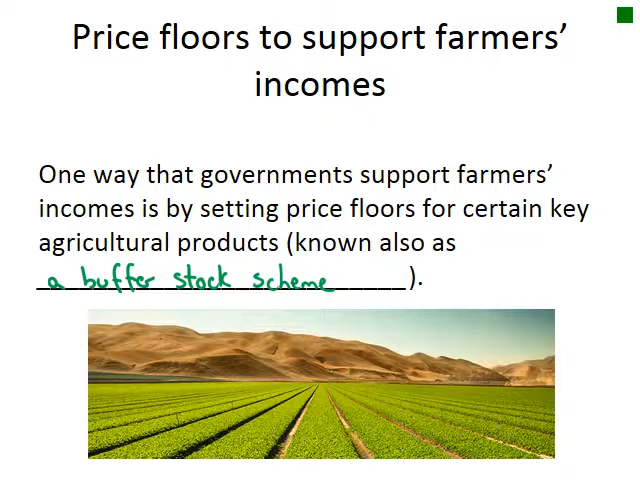 Price floors to support farmers’
incomes
One way that governments support farmers’
incomes is by setting price floors for certain key
agricultural products (known also as
a buffer stock scheme).